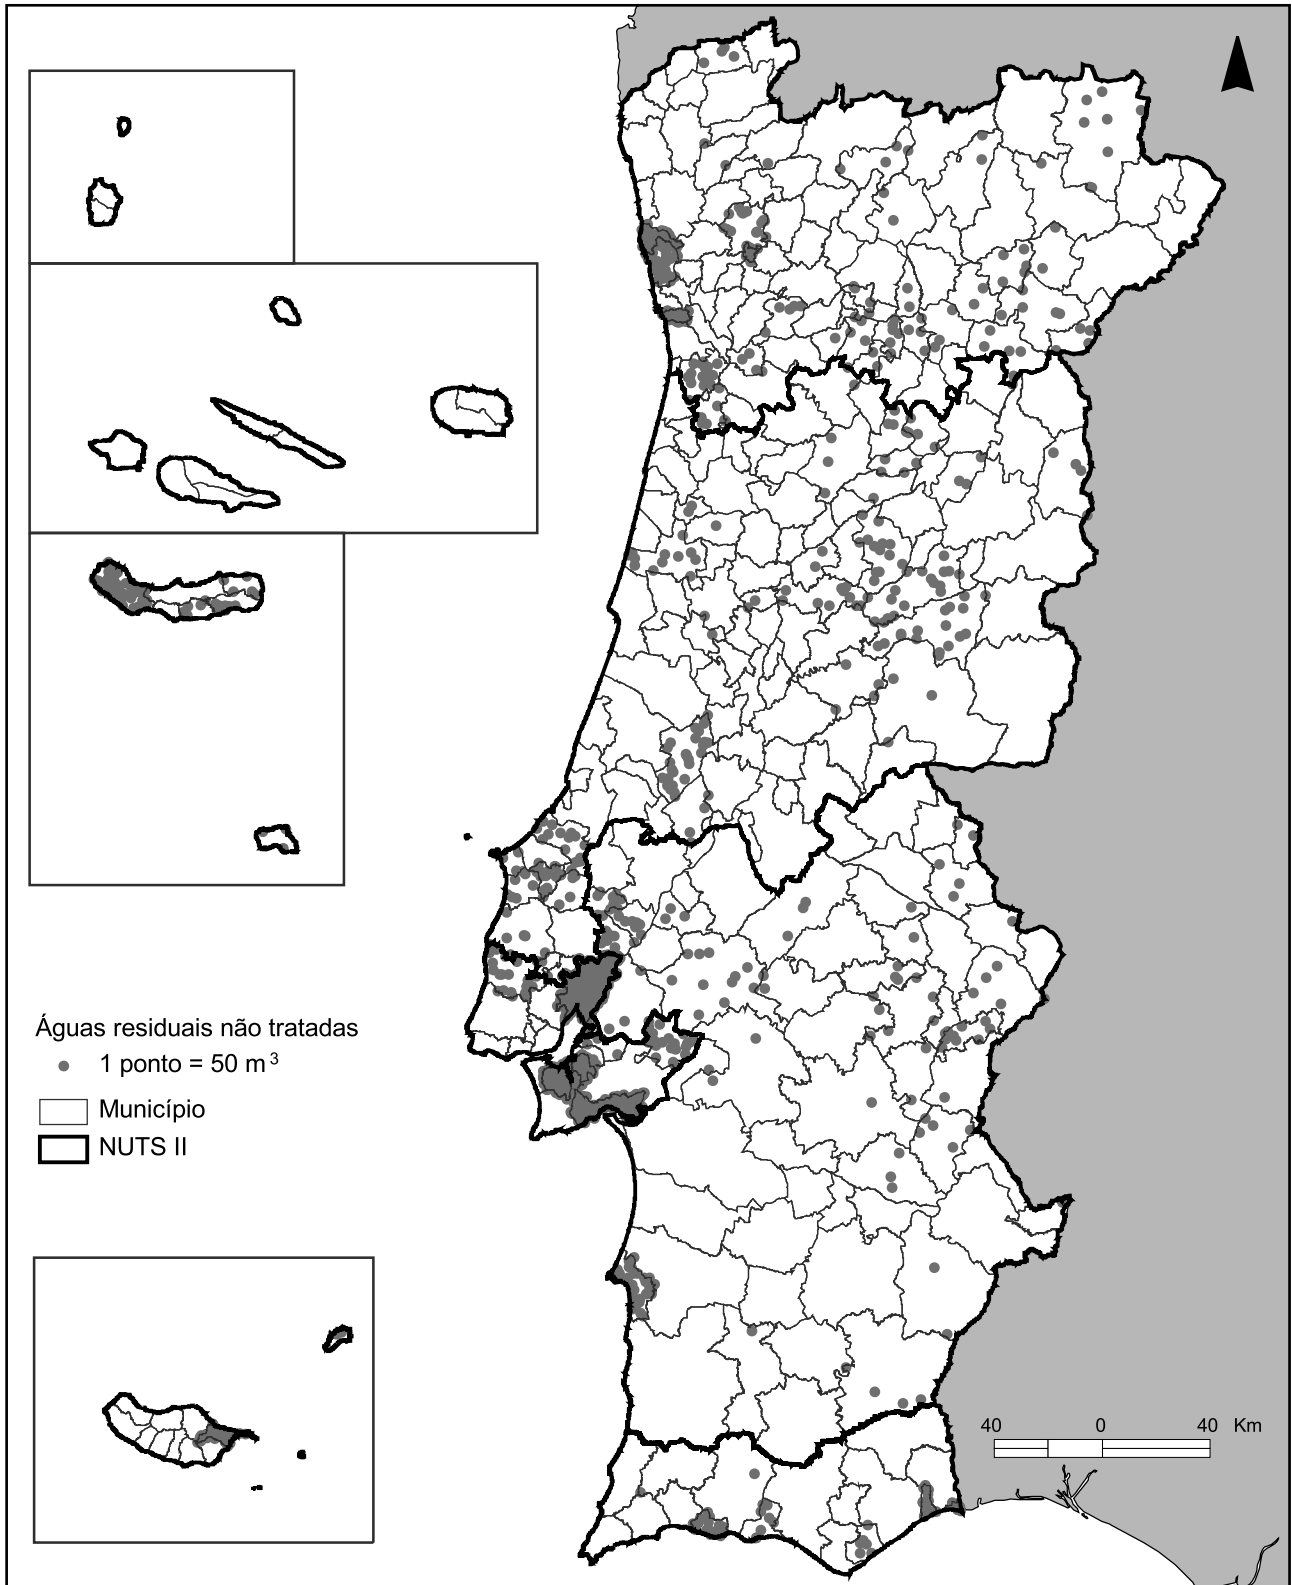 Águas residuais não tratadas
1 ponto = 50 m³
Município
NUTS II
40 0 40 Km